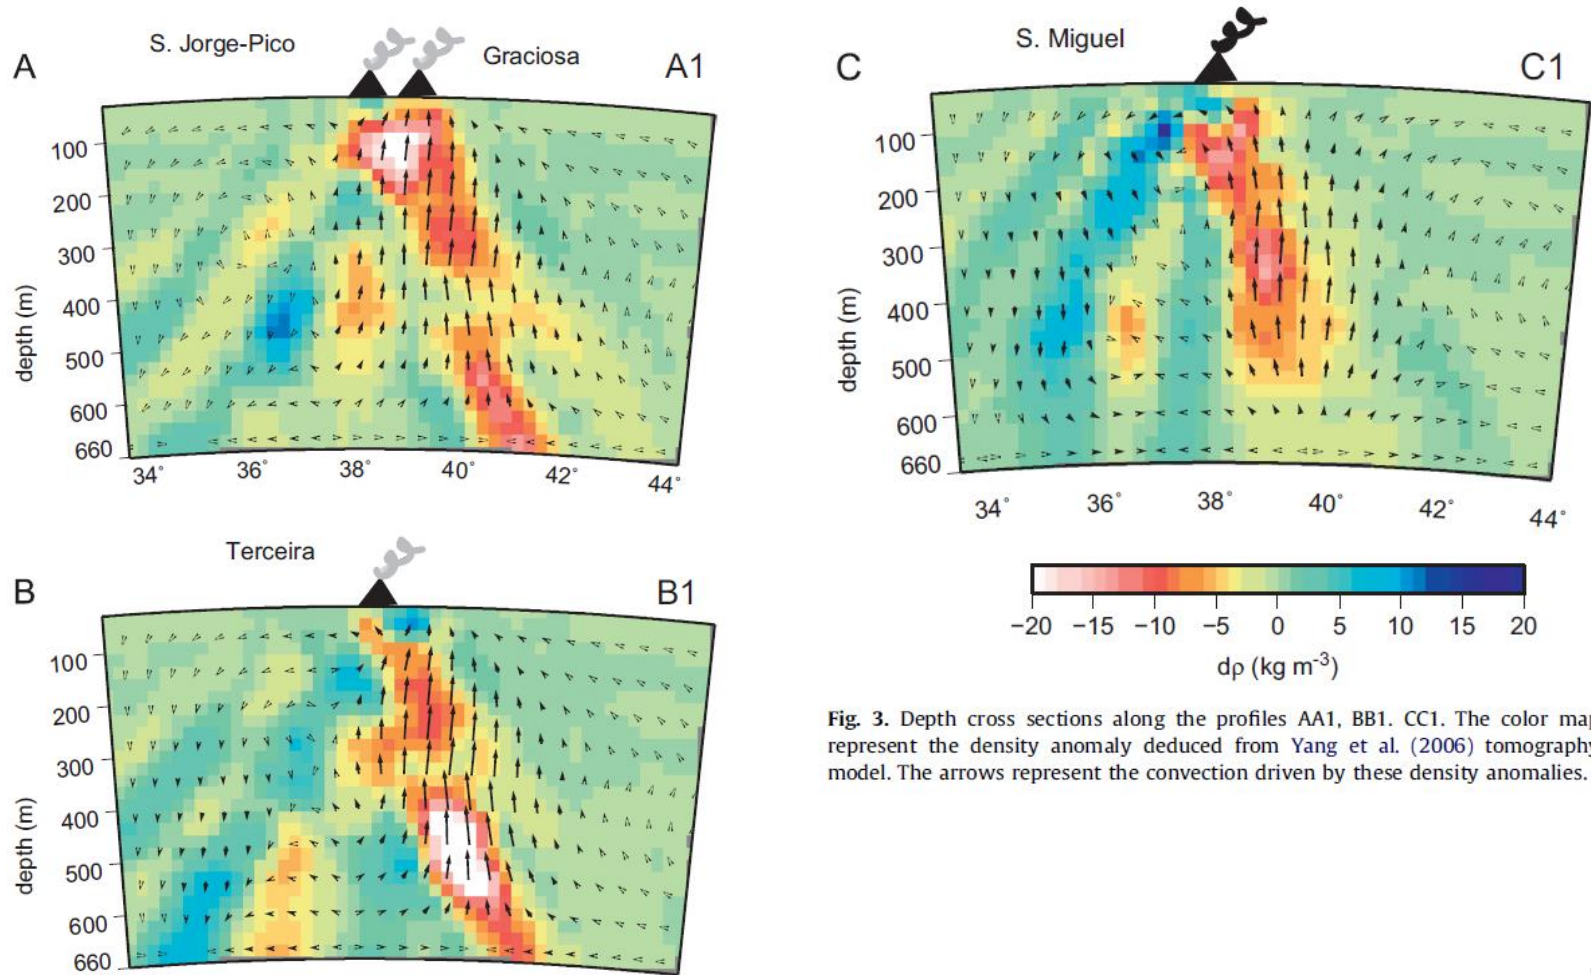 A
S. Jorge-Pico
Graciosa
A1
100
200
300
400
500
600
660
depth (m)
34°
36°
38°
40°
42°
44°
B
Terceira
B1
100
200
300
400
500
600
660
depth (m)
C
S. Miguel
C1
100
200
300
400
500
600
660
depth (m)
34°
36°
38°
40°
42°
44°
−20 −15 −10 −5 0 5 10 15 20
dρ (kg m⁻³)
Fig. 3. Depth cross sections along the profiles AA1, BB1. CC1. The color map
represent the density anomaly deduced from Yang et al. (2006) tomography
model. The arrows represent the convection driven by these density anomalies.